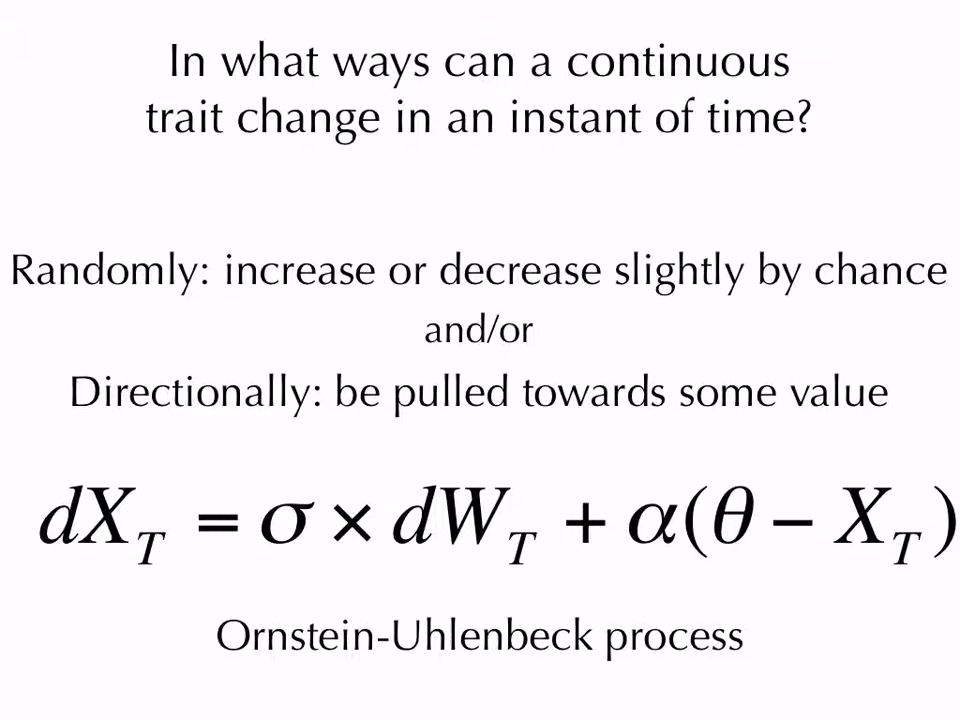 In what ways can a continuous
trait change in an instant of time?
Randomly: increase or decrease slightly by chance
and/or
Directionally: be pulled towards some value
dX_T = σ × dW_T + α(θ − X_T)
Ornstein-Uhlenbeck process